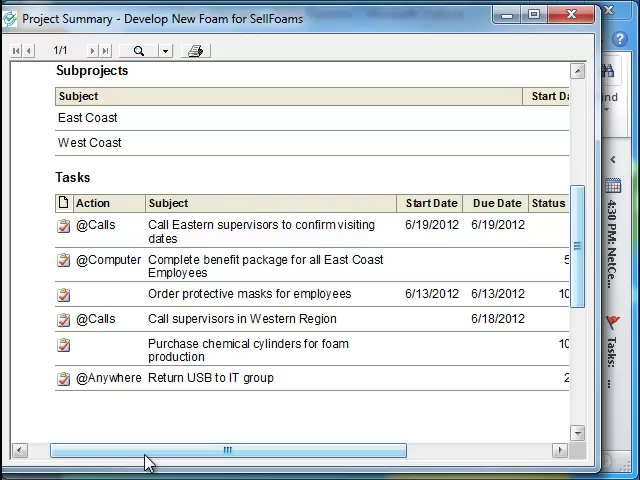 Project Summary - Develop New Foam for SellFoams
1/1
Subprojects
Subject Start Da
East Coast
West Coast
Tasks
Action Subject Start Date Due Date Status
@Calls Call Eastern supervisors to confirm visiting 6/19/2012 6/19/2012
dates
@Computer Complete benefit package for all East Coast 5
Employees
Order protective masks for employees 6/13/2012 6/13/2012 10
@Calls Call supervisors in Western Region 6/18/2012
Purchase chemical cylinders for foam 10
production
@Anywhere Return USB to IT group 2
ind
4:30 PM: NetCe...
Tasks: ...